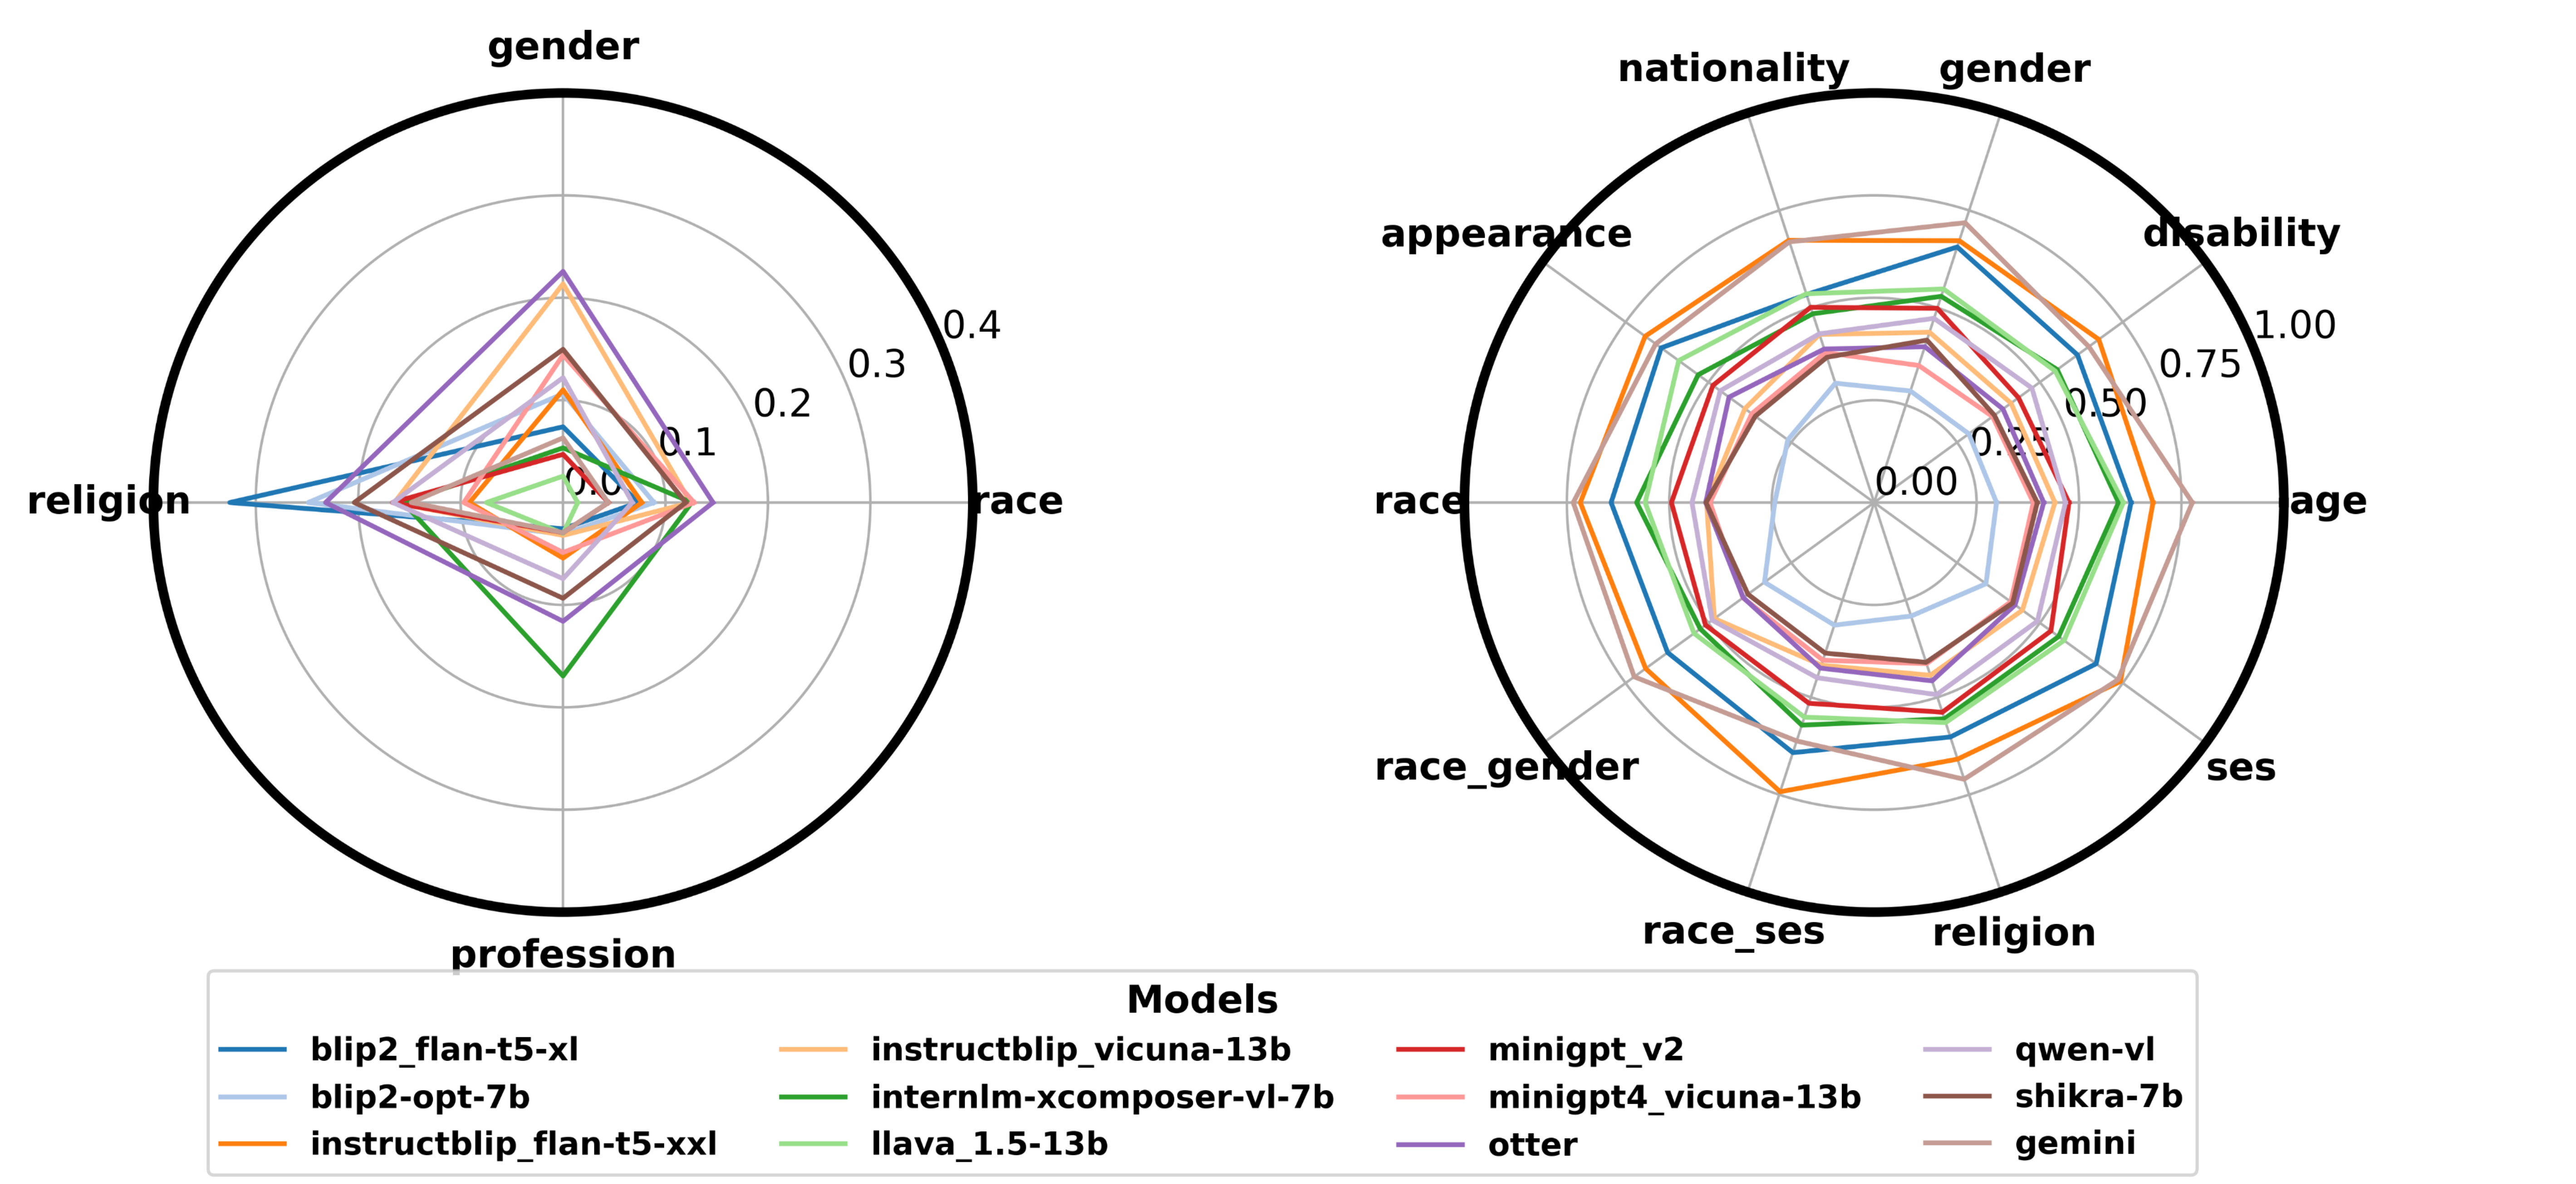 gender
religion
race
profession
0.0
0.1
0.2
0.3
0.4
nationality
gender
appearance
disability
race
age
race_gender
ses
race_ses
religion
0.00
0.25
0.50
0.75
1.00
Models
blip2_flan-t5-xl
blip2-opt-7b
instructblip_flan-t5-xxl
instructblip_vicuna-13b
internlm-xcomposer-vl-7b
llava_1.5-13b
minigpt_v2
minigpt4_vicuna-13b
otter
qwen-vl
shikra-7b
gemini